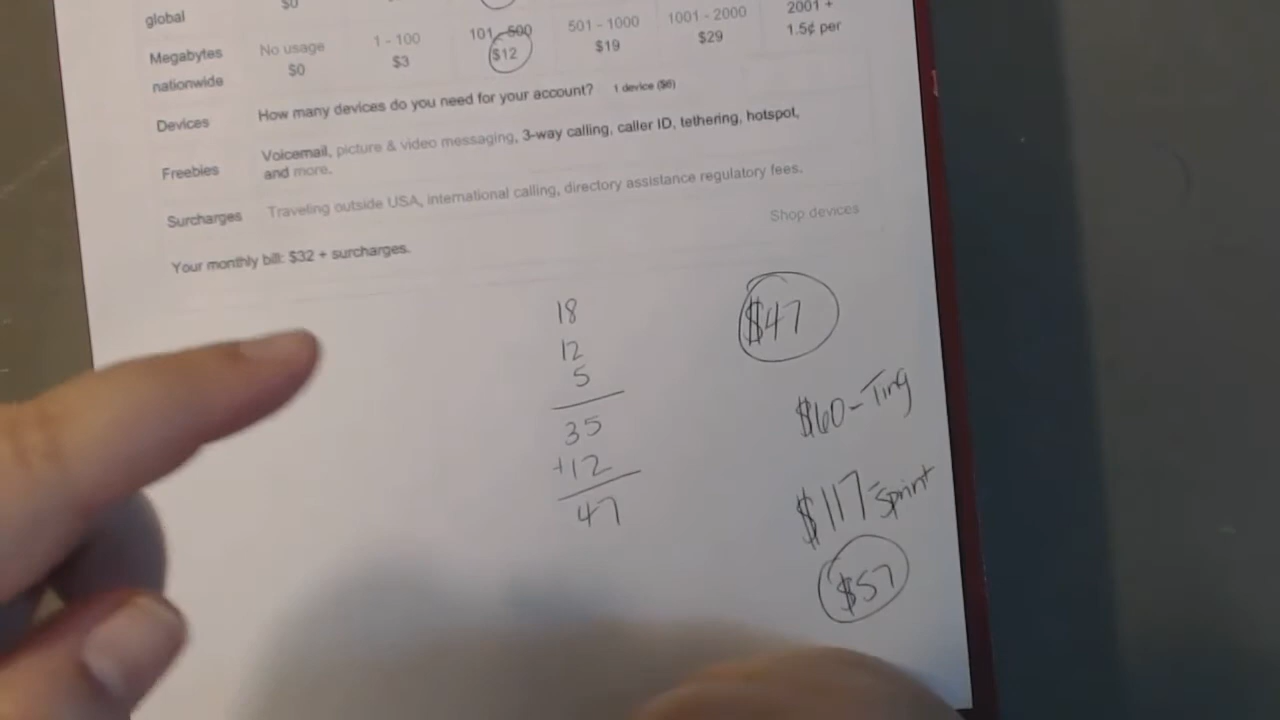 global $0
Megabytes nationwide
No usage 1 - 100 101 - 500 501 - 1000 1001 - 2000 2001 +
$0 $3 $12 $19 $29 1.5¢ per
Devices How many devices do you need for your account? 1 device ($6)
Freebies Voicemail, picture & video messaging, 3-way calling, caller ID, tethering, hotspot,
and more.
Surcharges Traveling outside USA, international calling, directory assistance regulatory fees.
Shop devices
Your monthly bill: $32 + surcharges.
18
12
5
35
+12
47
$47
$60 - Ting
$117 - Sprint
$57